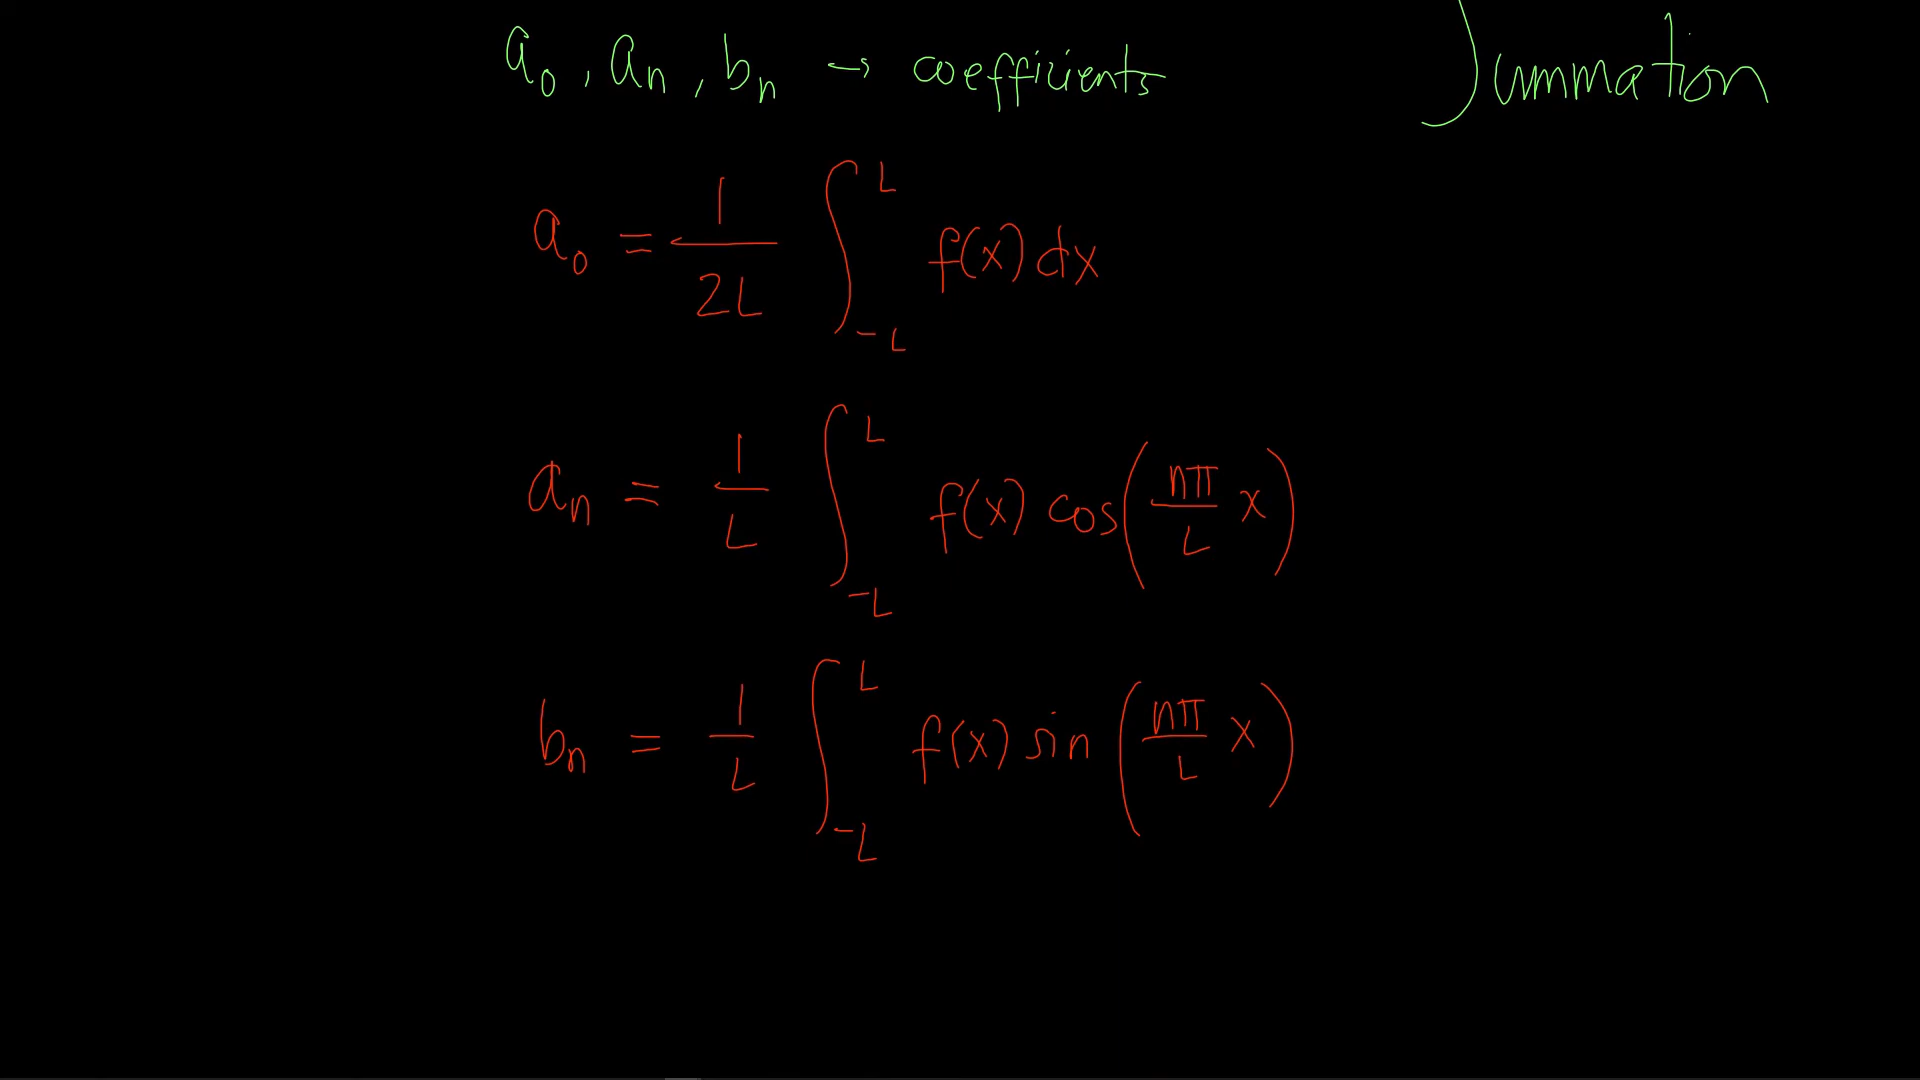 a₀, aₙ, bₙ → coefficients Summation
a₀ = 1/2L ∫_{-L}^{L} f(x) dx
aₙ = 1/L ∫_{-L}^{L} f(x) cos(nπ/L x)
bₙ = 1/L ∫_{-L}^{L} f(x) sin(nπ/L x)